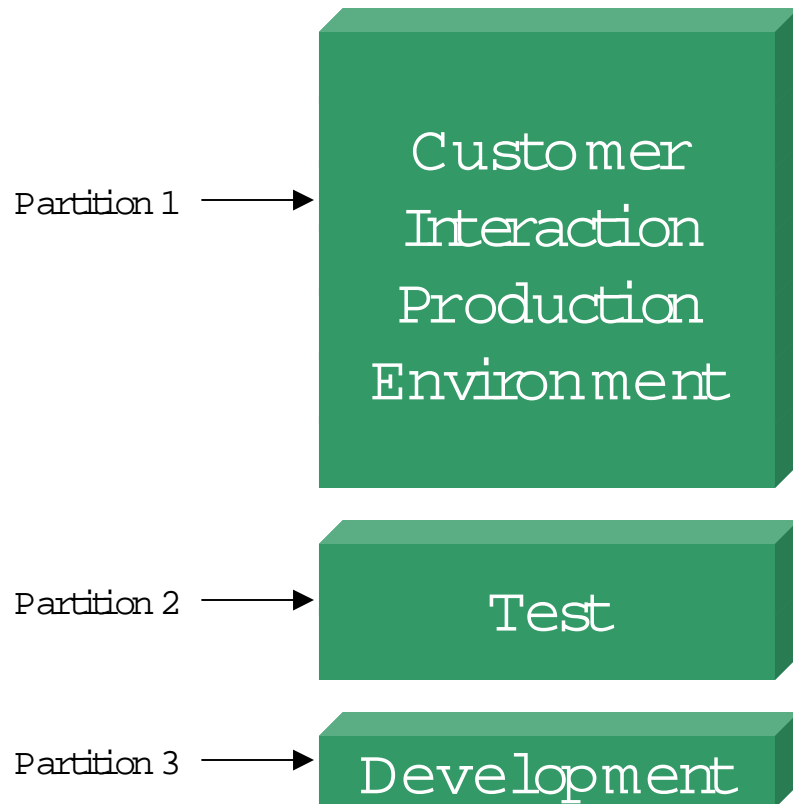 Partition 1
Customer
Interaction
Production
Environment
Partition 2
Test
Partition 3
Development